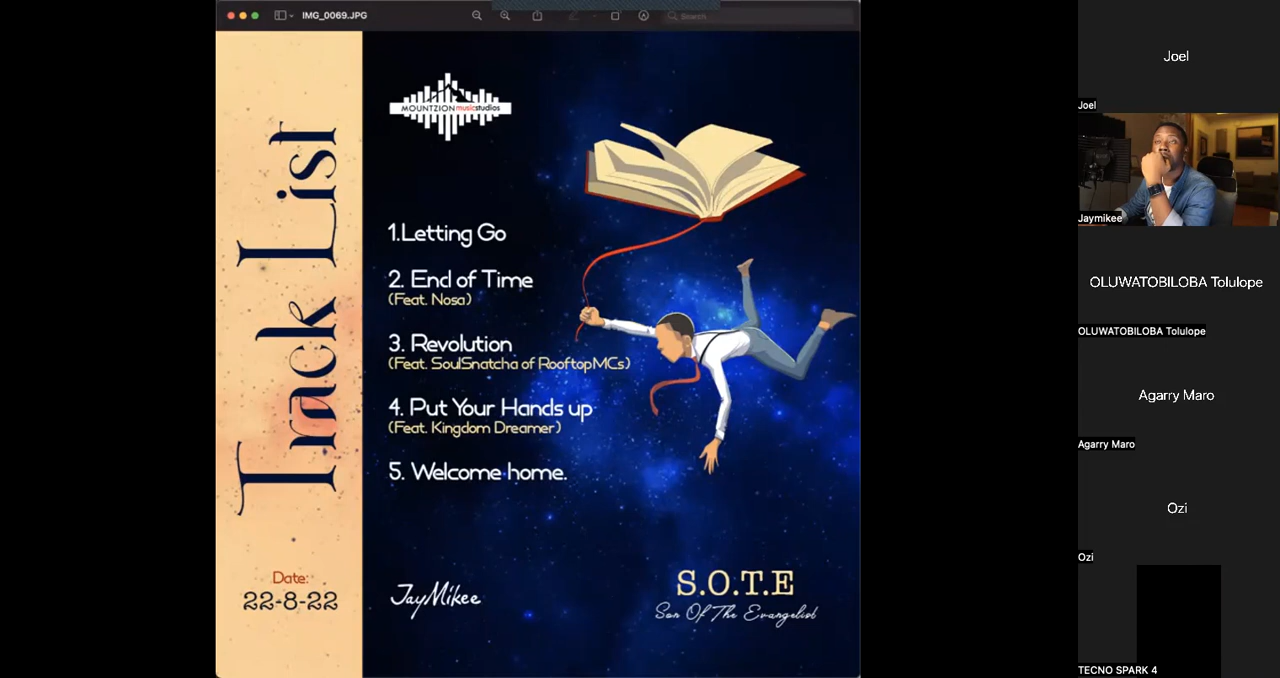 IMG_0069.JPG
Search
Track List
MOUNTZION musicstudios
1.Letting Go
2. End of Time
(Feat. Nosa)
3. Revolution
(Feat. SoulSnatcha of RooftopMCs)
4. Put Your Hands up
(Feat. Kingdom Dreamer)
5. Welcome home.
Date:
22-8-22
JayMikee
S.O.T.E
Son Of The Evangelist
Joel
Joel
Jaymikee
OLUWATOBILOBA Tolulope
OLUWATOBILOBA Tolulope
Agarry Maro
Agarry Maro
Ozi
Ozi
TECNO SPARK 4